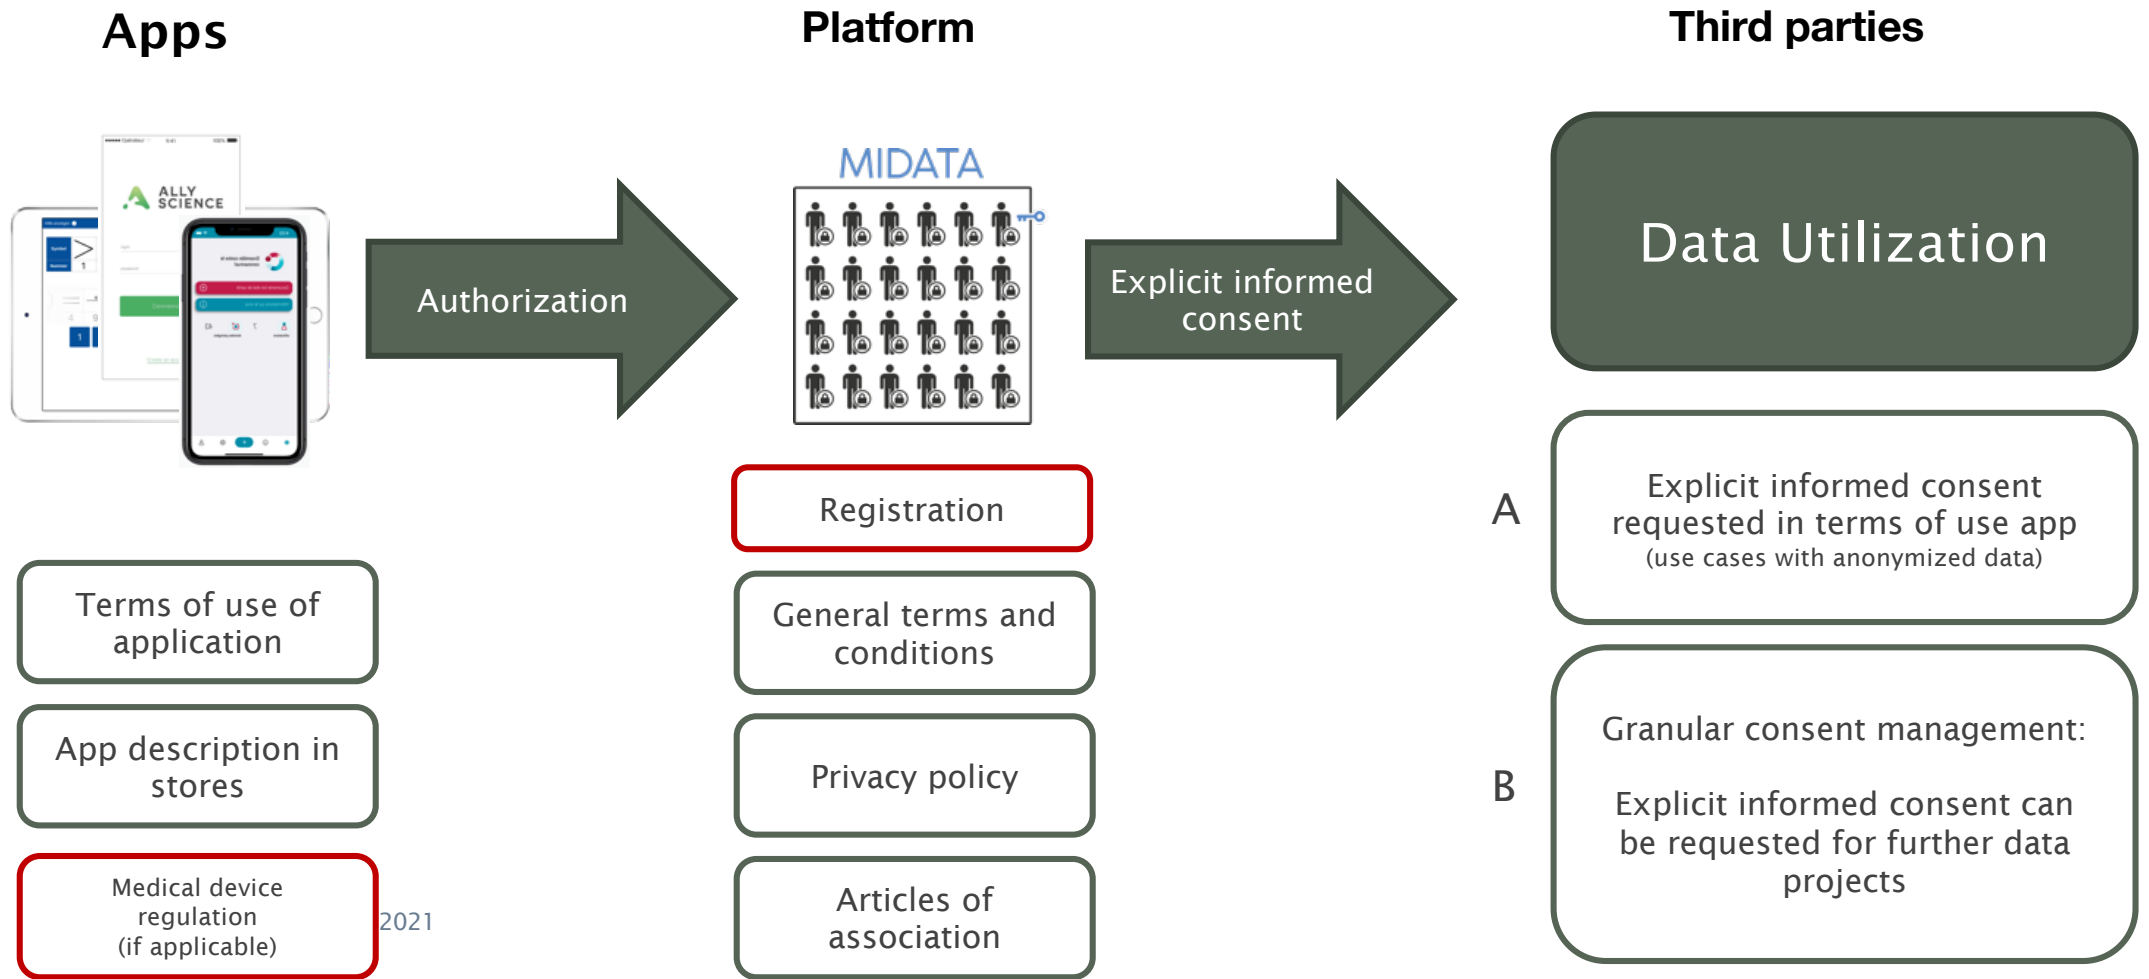 Apps
Platform
Third parties
MIDATA
ALLY
SCIENCE
Authorization
Explicit informed
consent
Data Utilization
Registration
A
Explicit informed consent
requested in terms of use app
(use cases with anonymized data)
Terms of use of
application
General terms and
conditions
App description in
stores
Privacy policy
B
Granular consent management:
Explicit informed consent can
be requested for further data
projects
Medical device
regulation
(if applicable)
2021
Articles of
association